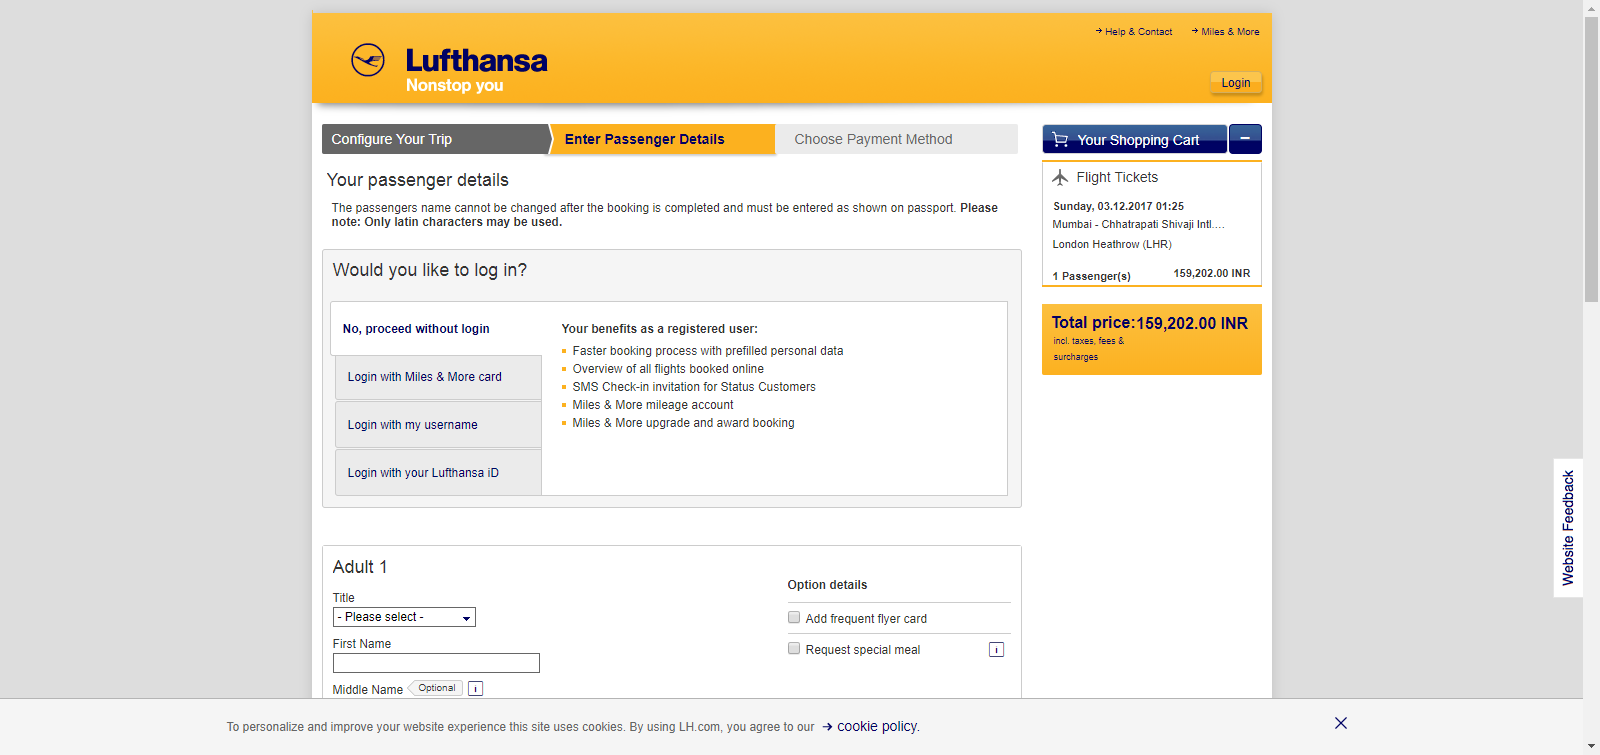 Help & Contact
Miles & More
Lufthansa
Nonstop you
Login
Configure Your Trip
Enter Passenger Details
Choose Payment Method
Your passenger details
The passengers name cannot be changed after the booking is completed and must be entered as shown on passport. Please
note: Only latin characters may be used.
Would you like to log in?
No, proceed without login
Login with Miles & More card
Login with my username
Login with your Lufthansa iD
Your benefits as a registered user:
Faster booking process with prefilled personal data
Overview of all flights booked online
SMS Check-in invitation for Status Customers
Miles & More mileage account
Miles & More upgrade and award booking
Adult 1
Title
- Please select -
First Name
Middle Name
Optional
i
Option details
Add frequent flyer card
Request special meal
i
Your Shopping Cart
Flight Tickets
Sunday, 03.12.2017 01:25
Mumbai - Chhatrapati Shivaji Intl....
London Heathrow (LHR)
1 Passenger(s) 159,202.00 INR
Total price:159,202.00 INR
incl. taxes, fees &
surcharges
Website Feedback
To personalize and improve your website experience this site uses cookies. By using LH.com, you agree to our cookie policy.